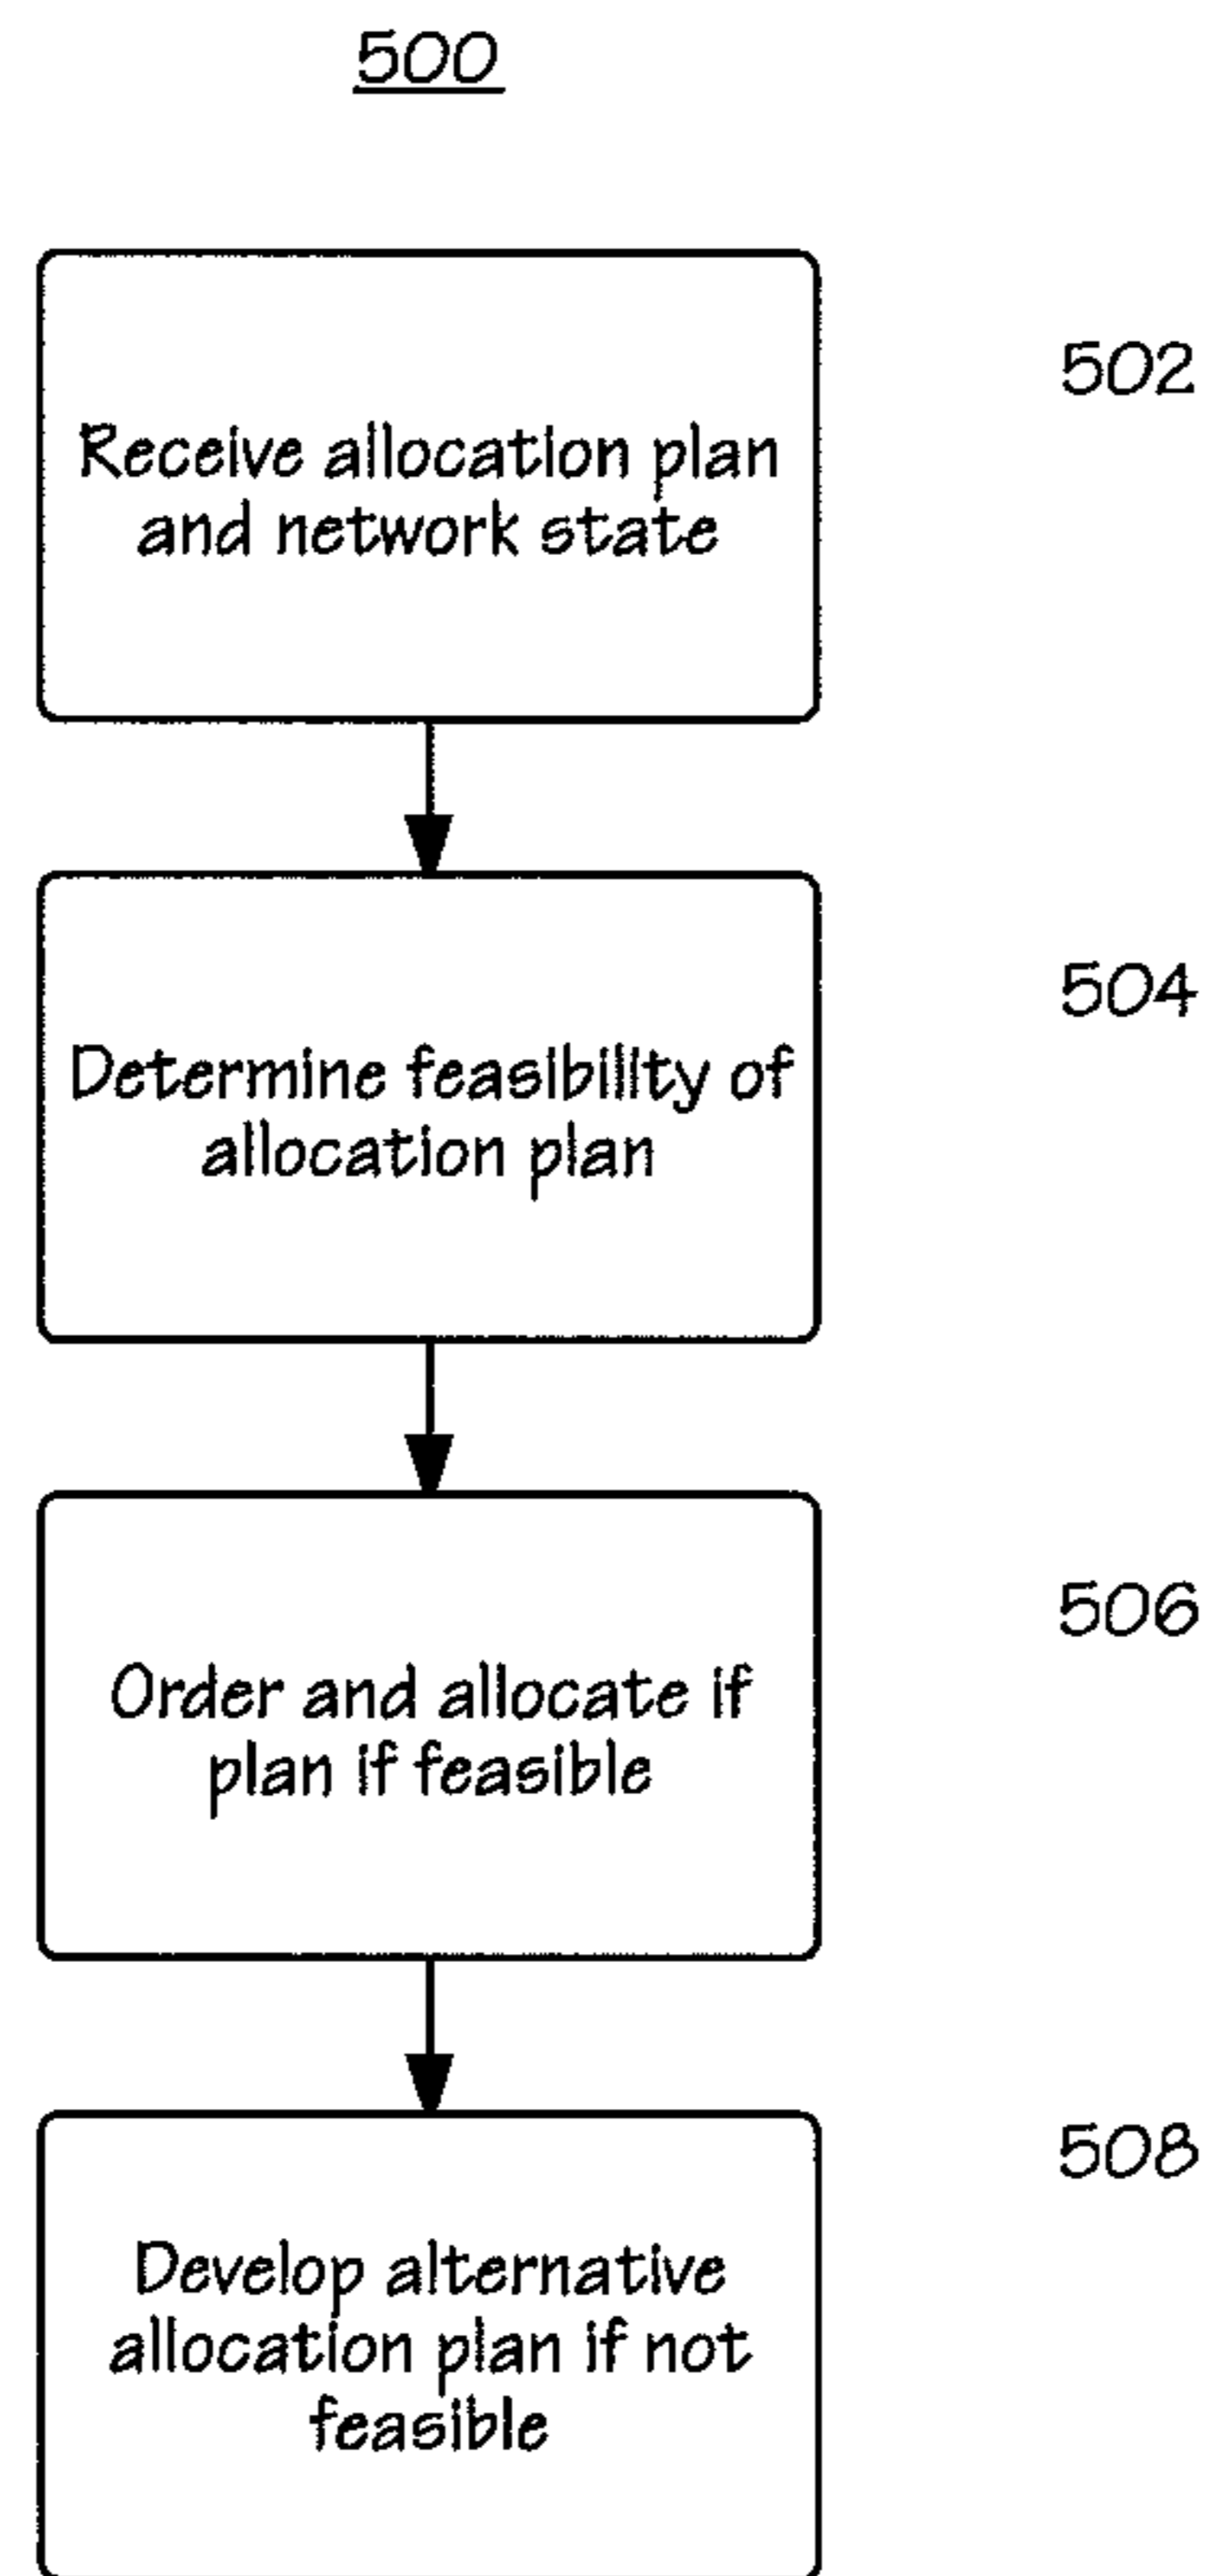 500
502
Receive allocation plan
and network state
504
Determine feasibility of
allocation plan
506
Order and allocate if
plan if feasible
508
Develop alternative
allocation plan if not
feasible